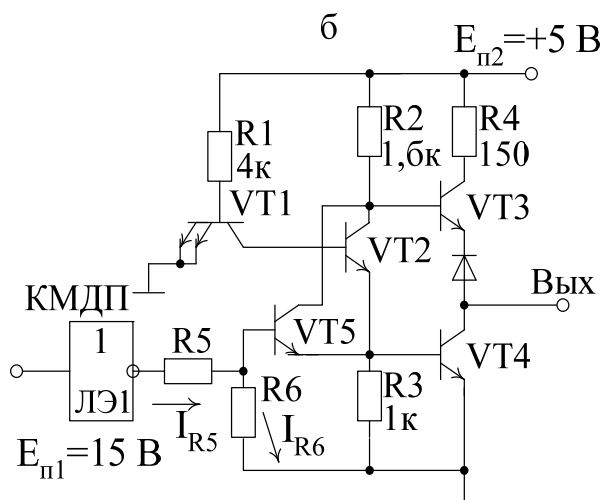 б
Eп2=+5 В
R1
4к
R2
1,6к
R4
150
VT1
VT2
VT3
Вых
КМДП
1
ЛЭ1
R5
VT5
VT4
R6
R3
1к
IR5
IR6
Eп1=15 В